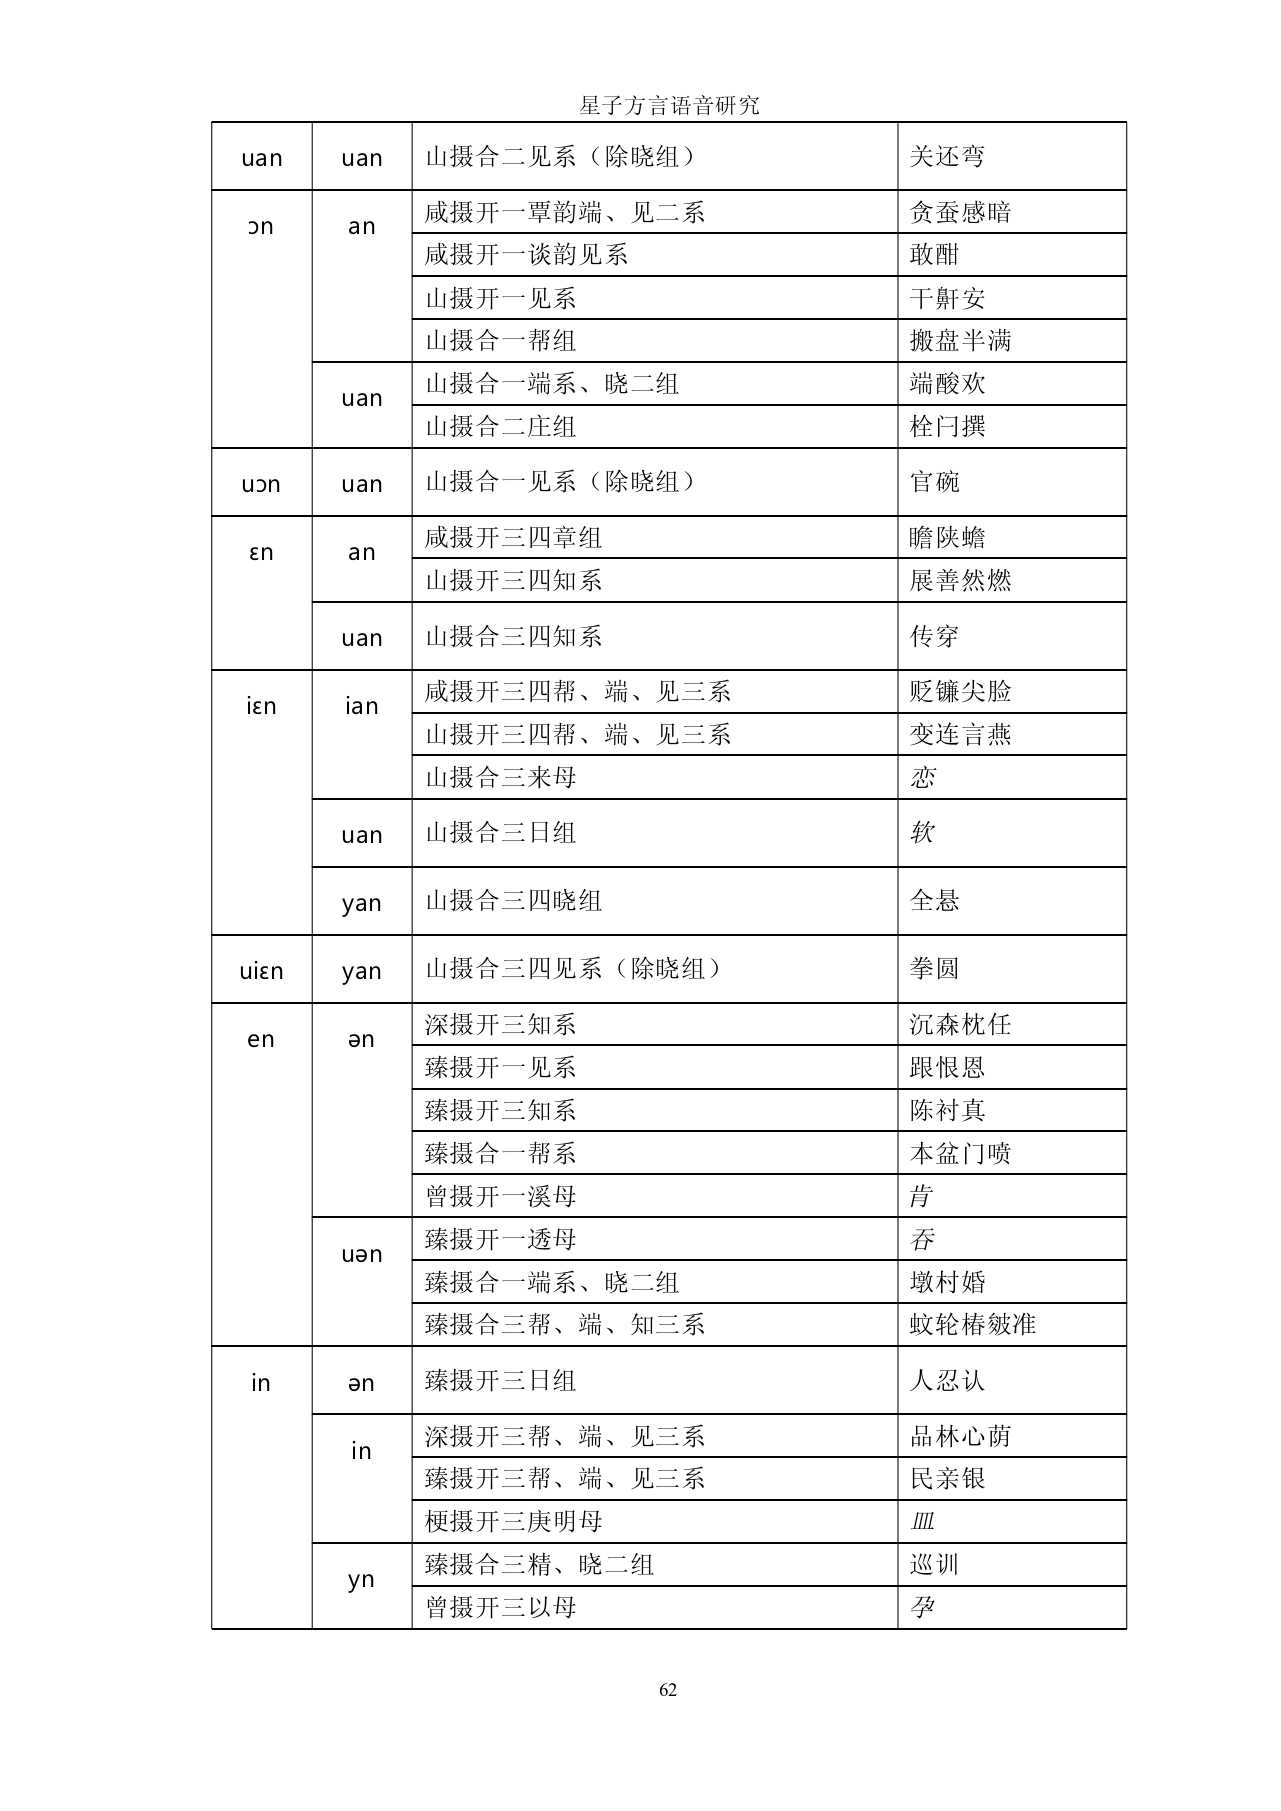 星子方言语音研究
uan uan 山摄合二见系（除晓组） 关还弯
ɔn an 咸摄开一覃韵端、见二系 贪蚕感暗
咸摄开一谈韵见系 敢酣
山摄开一见系 干鼾安
山摄合一帮组 搬盘半满
uan 山摄合一端系、晓二组 端酸欢
山摄合二庄组 栓闩撰
uɔn uan 山摄合一见系（除晓组） 官碗
ɛn an 咸摄开三四章组 瞻陕蟾
山摄开三四知系 展善然燃
uan 山摄合三四知系 传穿
iɛn ian 咸摄开三四帮、端、见三系 贬镰尖脸
山摄开三四帮、端、见三系 变连言燕
山摄合三来母 恋
uan 山摄合三日组 软
yan 山摄合三四晓组 全悬
uiɛn yan 山摄合三四见系（除晓组） 拳圆
en ən 深摄开三知系 沉森枕任
臻摄开一见系 跟恨恩
臻摄开三知系 陈衬真
臻摄合一帮系 本盆门喷
曾摄开一溪母 肯
uən 臻摄开一透母 吞
臻摄合一端系、晓二组 墩村婚
臻摄合三帮、端、知三系 蚊轮椿皴准
in ən 臻摄开三日组 人忍认
in 深摄开三帮、端、见三系 品林心荫
臻摄开三帮、端、见三系 民亲银
梗摄开三庚明母 皿
yn 臻摄合三精、晓二组 巡训
曾摄开三以母 孕
62